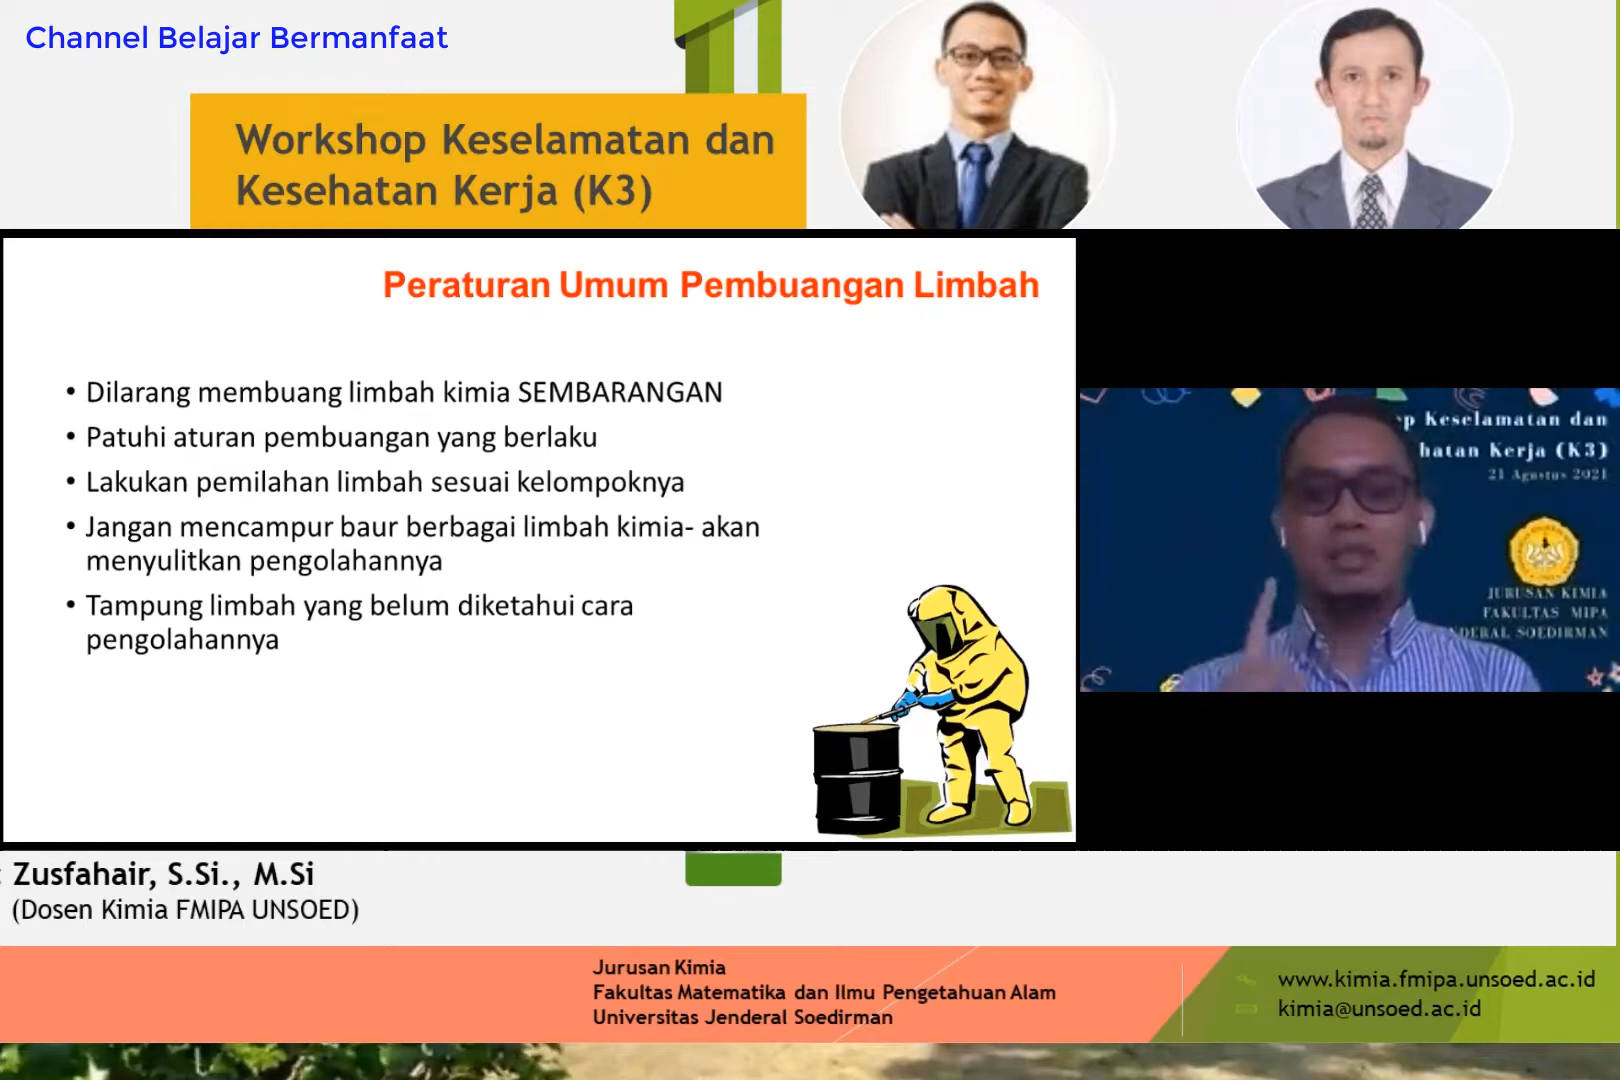 Channel Belajar Bermanfaat
Workshop Keselamatan dan
Kesehatan Kerja (K3)
Peraturan Umum Pembuangan Limbah
• Dilarang membuang limbah kimia SEMBARANGAN
• Patuhi aturan pembuangan yang berlaku
• Lakukan pemilahan limbah sesuai kelompoknya
• Jangan mencampur baur berbagai limbah kimia- akan
menyulitkan pengolahannya
• Tampung limbah yang belum diketahui cara
pengolahannya
p Keselamatan dan
hatan Kerja (K3)
21 Agustus 2021
JURUSAN KIMIA
FAKULTAS MIPA
NDERAL SOEDIRMAN
: Zusfahair, S.Si., M.Si
(Dosen Kimia FMIPA UNSOED)
Jurusan Kimia
Fakultas Matematika dan Ilmu Pengetahuan Alam
Universitas Jenderal Soedirman
www.kimia.fmipa.unsoed.ac.id
kimia@unsoed.ac.id